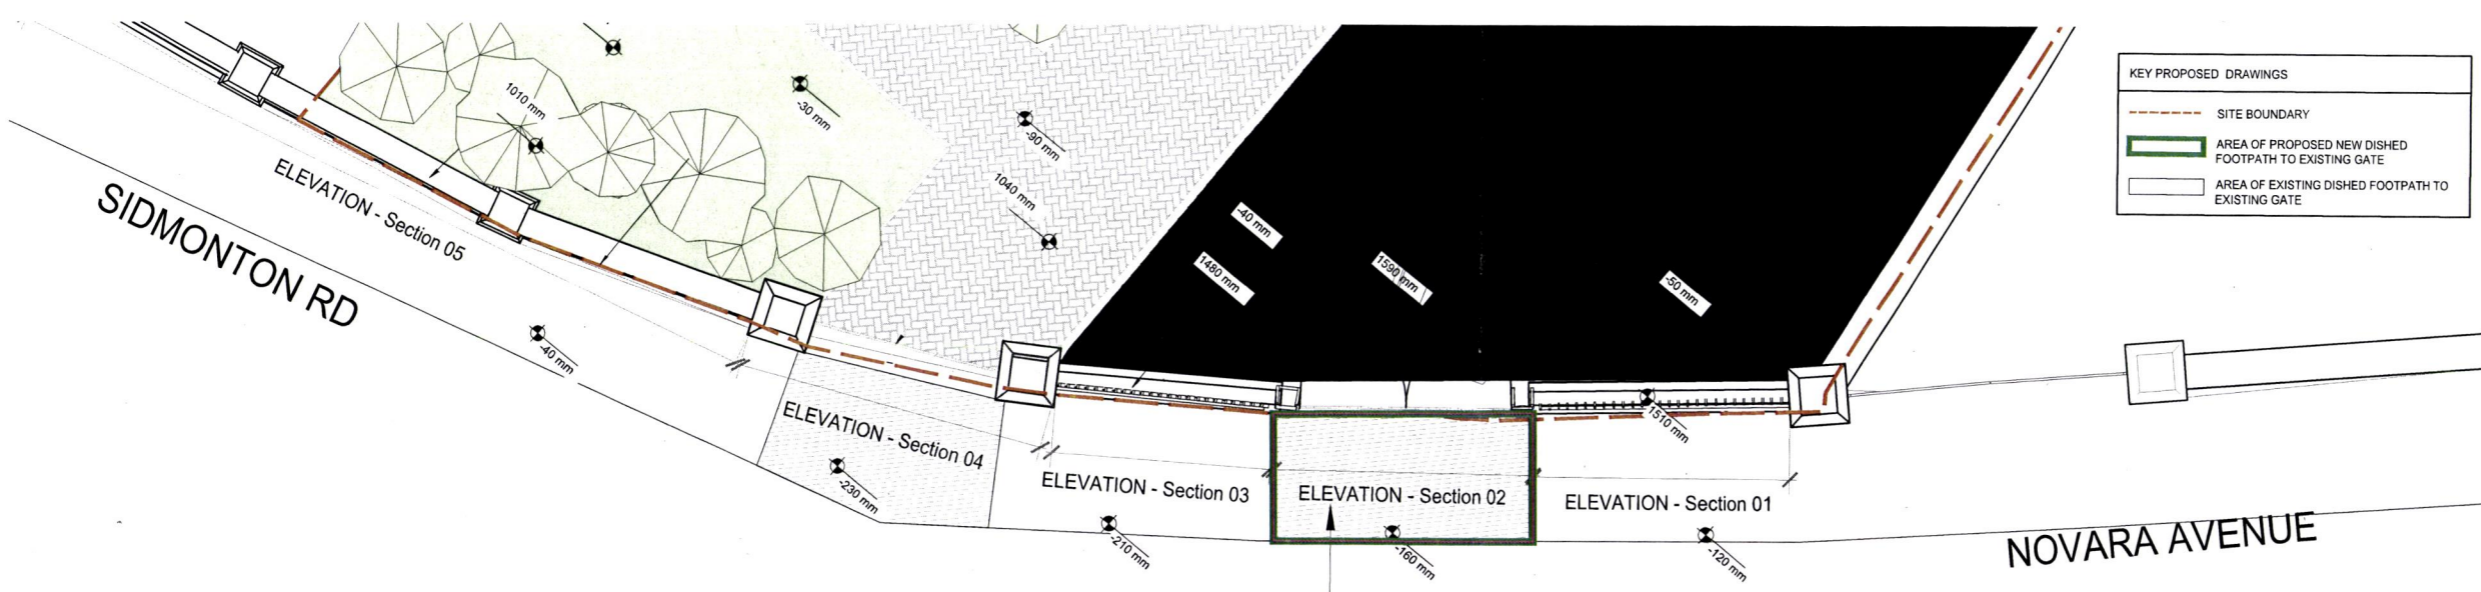 KEY PROPOSED DRAWINGS
SITE BOUNDARY
AREA OF PROPOSED NEW DISHED
FOOTPATH TO EXISTING GATE
AREA OF EXISTING DISHED FOOTPATH TO
EXISTING GATE
1010 mm
-30 mm
-90 mm
1040 mm
-40 mm
1480 mm
1590 mm
-50 mm
ELEVATION - Section 05
SIDMONTON RD
-40 mm
ELEVATION - Section 04
-230 mm
ELEVATION - Section 03
-210 mm
ELEVATION - Section 02
-160 mm
1510 mm
ELEVATION - Section 01
-120 mm
NOVARA AVENUE